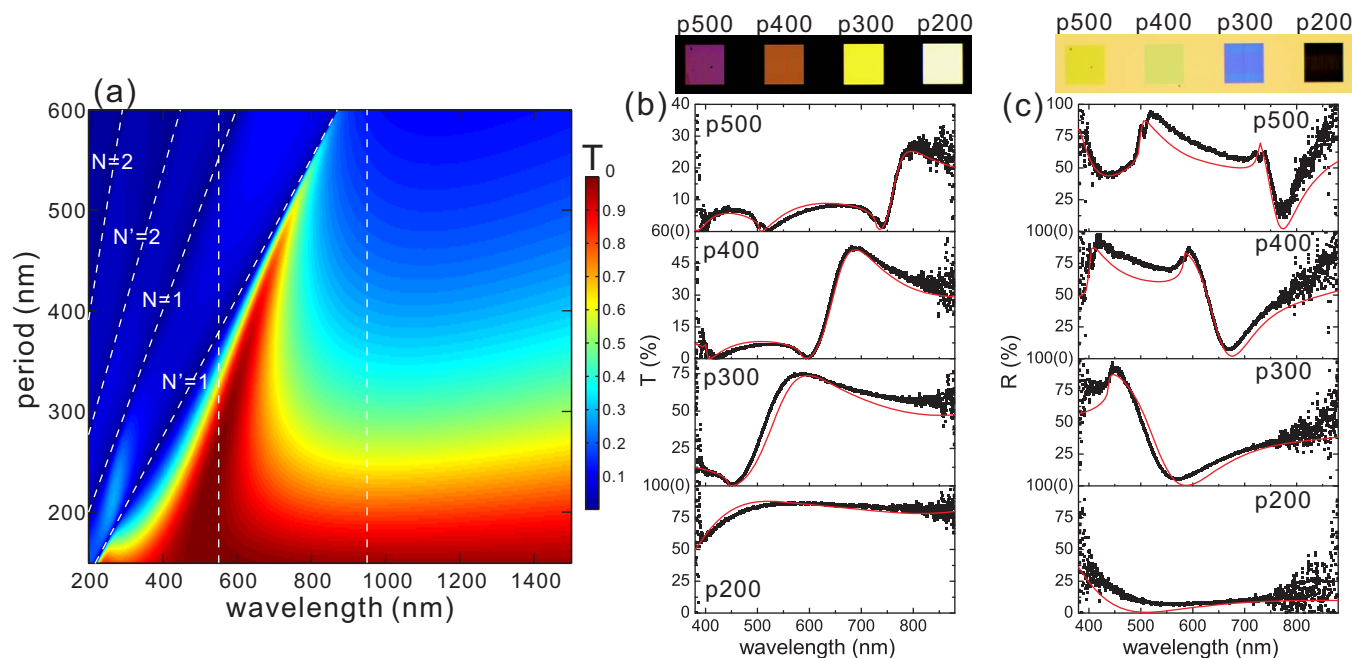 (a)
period (nm)
600
500
400
300
200
N=2
N'=2
N=1
N'=1
200 400 600 800 1000 1200 1400
wavelength (nm)
T0
0
0.9
0.8
0.7
0.6
0.5
0.4
0.3
0.2
0.1
p500 p400 p300 p200
(b)
T (%)
40
30
20
10
60(0)
p500
45
30
15
100(0)
p400
75
50
25
100(0)
p300
75
50
25
0
p200
400 500 600 700 800
wavelength (nm)
p500 p400 p300 p200
(c)
R (%)
100
75
50
25
100(0)
p500
75
50
25
100(0)
p400
75
50
25
100(0)
p300
75
50
25
0
p200
400 500 600 700 800
wavelength (nm)